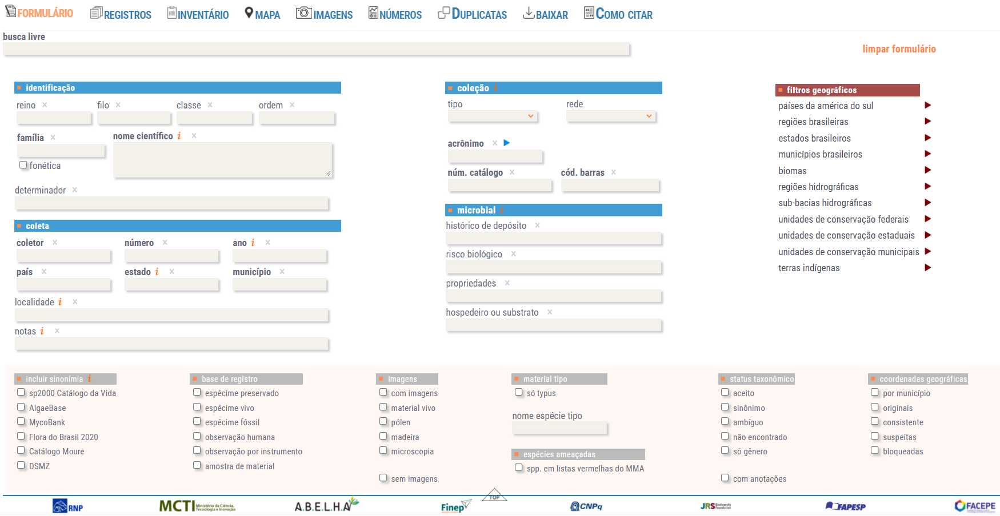 FORMULÁRIO REGISTROS INVENTÁRIO MAPA IMAGENS NÚMEROS DUPLICATAS BAIXAR COMO CITAR
busca livre
limpar formulário
identificação
reino × filo × classe × ordem ×
família × nome científico i ×
fonética
determinador ×
coleta
coletor × número × ano i ×
país × estado i × município ×
localidade i ×
notas i ×
coleção i
tipo rede
acrônimo ×
núm. catálogo × cód. barras ×
microbial i
histórico de depósito ×
risco biológico ×
propriedades ×
hospedeiro ou substrato ×
filtros geográficos
países da américa do sul
regiões brasileiras
estados brasileiros
municípios brasileiros
biomas
regiões hidrográficas
sub-bacias hidrográficas
unidades de conservação federais
unidades de conservação estaduais
unidades de conservação municipais
terras indígenas
incluir sinonímia i
sp2000 Catálogo da Vida
AlgaeBase
MycoBank
Flora do Brasil 2020
Catálogo Moure
DSMZ
base de registro
espécime preservado
espécime vivo
espécime fóssil
observação humana
observação por instrumento
amostra de material
imagens
com imagens
material vivo
pólen
madeira
microscopia
sem imagens
material tipo
só typus
nome espécie tipo
espécies ameaçadas
spp. em listas vermelhas do MMA
status taxonômico
aceito
sinônimo
ambíguo
não encontrado
só gênero
com anotações
coordenadas geográficas
por município
originais
consistente
suspeitas
bloqueadas
TOP
RNP
MCTI Ministério da Ciência,
Tecnologia e Inovação
A.B.E.L.H.A
Finep
CNPq
JRS Biodiversity
Foundation
FAPESP
FACEPE